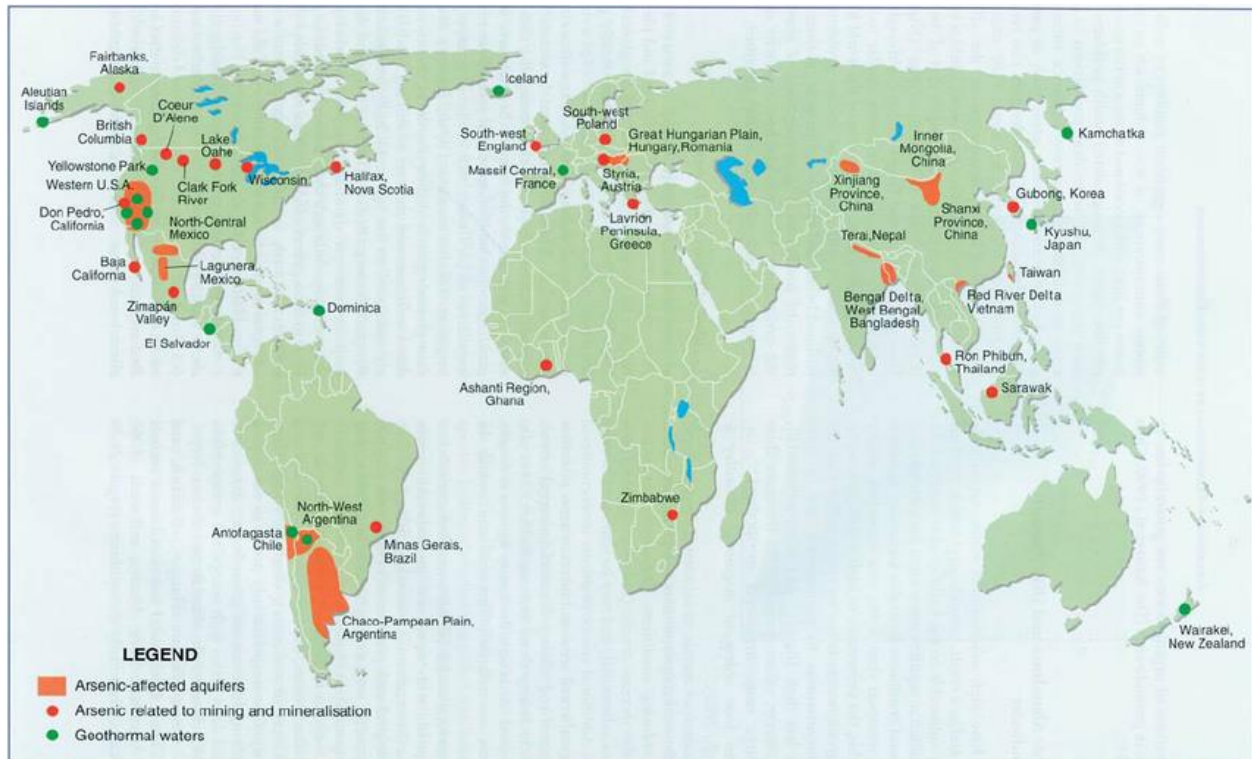 Fairbanks,
Alaska
Aleutian
Islands
Coeur
D'Alene
British
Columbia
Lake
Oahe
Yellowstone Park
Western U.S.A.
Clark Fork
River
Wisconsin
Halifax,
Nova Scotia
Don Pedro,
California
North-Central
Mexico
Baja
California
Lagunera
Mexico
Zimapán
Valley
El Salvador
Dominica
Iceland
South-west
England
South-west
Poland
Great Hungarian Plain,
Hungary,Romania
Massif Central,
France
Styria,
Austria
Lavrion
Peninsula,
Greece
Inner
Mongolia,
China
Kamchatka
Xinjiang
Province,
China
Shanxi
Province,
China
Gubong, Korea
Kyushu,
Japan
Terai,Nepal
Taiwan
Bengal Delta,
West Bengal,
Bangladesh
Red River Delta
Vietnam
Ron Phibun,
Thailand
Sarawak
Ashanti Region,
Ghana
Zimbabwe
North-West
Argentina
Antofagasta
Chile
Minas Gerais,
Brazil
Chaco-Pampean Plain,
Argentina
Wairakei,
New Zealand
LEGEND
Arsenic-affected aquifers
Arsenic related to mining and mineralisation
Geothermal waters